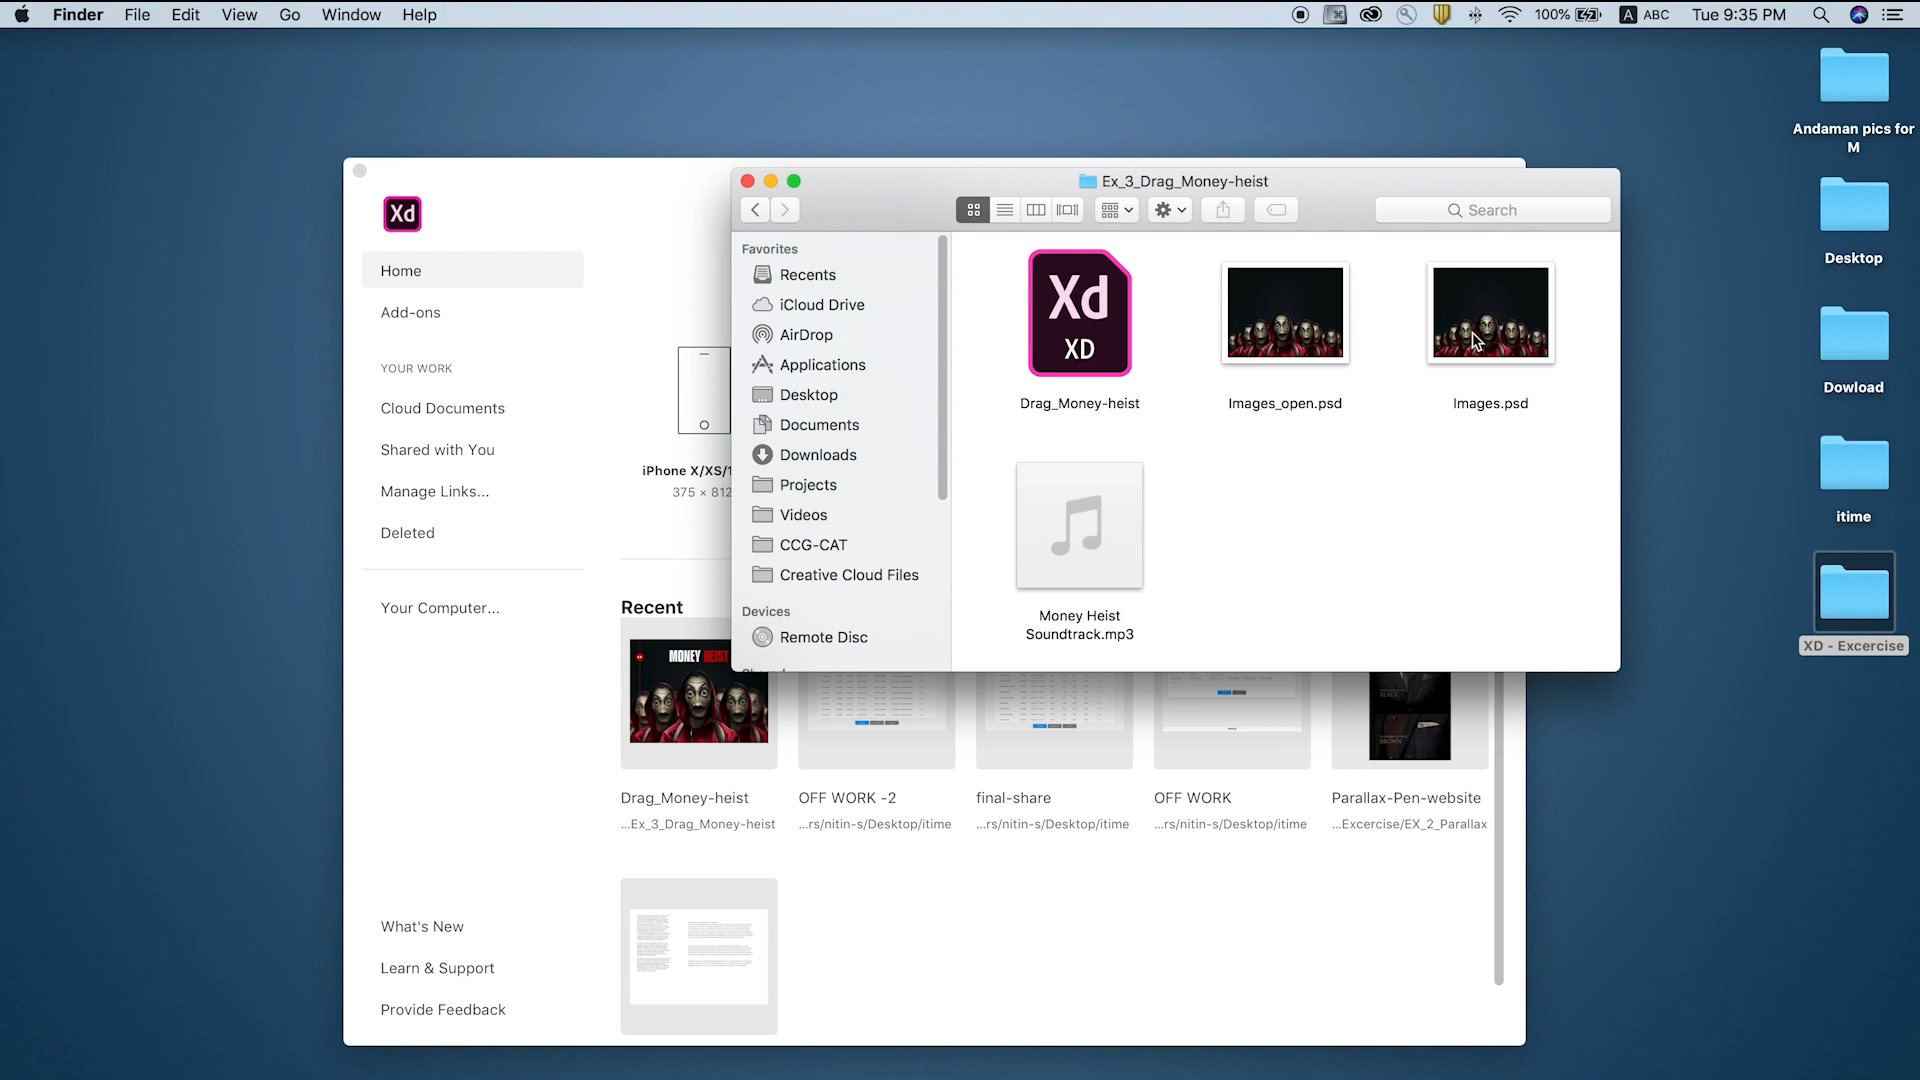 Finder File Edit View Go Window Help
100% A ABC Tue 9:35 PM
Andaman pics for
M
Desktop
Dowload
itime
XD - Excercise
Xd
Home
Add-ons
YOUR WORK
Cloud Documents
Shared with You
Manage Links...
Deleted
Your Computer...
What's New
Learn & Support
Provide Feedback
iPhone X/XS/1
375 × 812
Recent
MONEY HEIST
Drag_Money-heist
...Ex_3_Drag_Money-heist
OFF WORK -2
...rs/nitin-s/Desktop/itime
final-share
...rs/nitin-s/Desktop/itime
OFF WORK
...rs/nitin-s/Desktop/itime
BLACK
BROWN
Parallax-Pen-website
...Excercise/EX_2_Parallax
Ex_3_Drag_Money-heist
Search
Favorites
Recents
iCloud Drive
AirDrop
Applications
Desktop
Documents
Downloads
Projects
Videos
CCG-CAT
Creative Cloud Files
Devices
Remote Disc
Xd
XD
Drag_Money-heist
Images_open.psd
Images.psd
Money Heist
Soundtrack.mp3